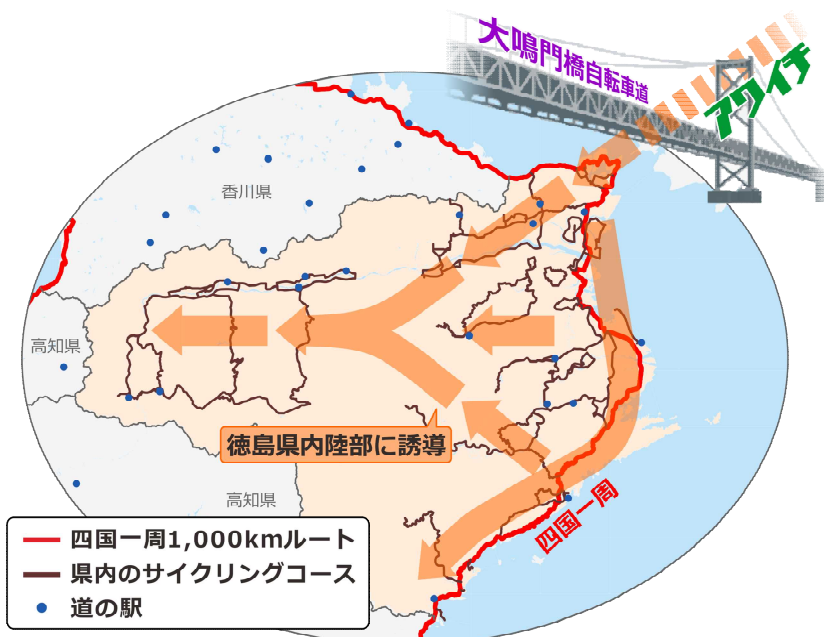 大鳴門橋自転車道
アワイチ
香川県
高知県
徳島県内陸部に誘導
高知県
四国一周
四国一周1,000kmルート
県内のサイクリングコース
道の駅